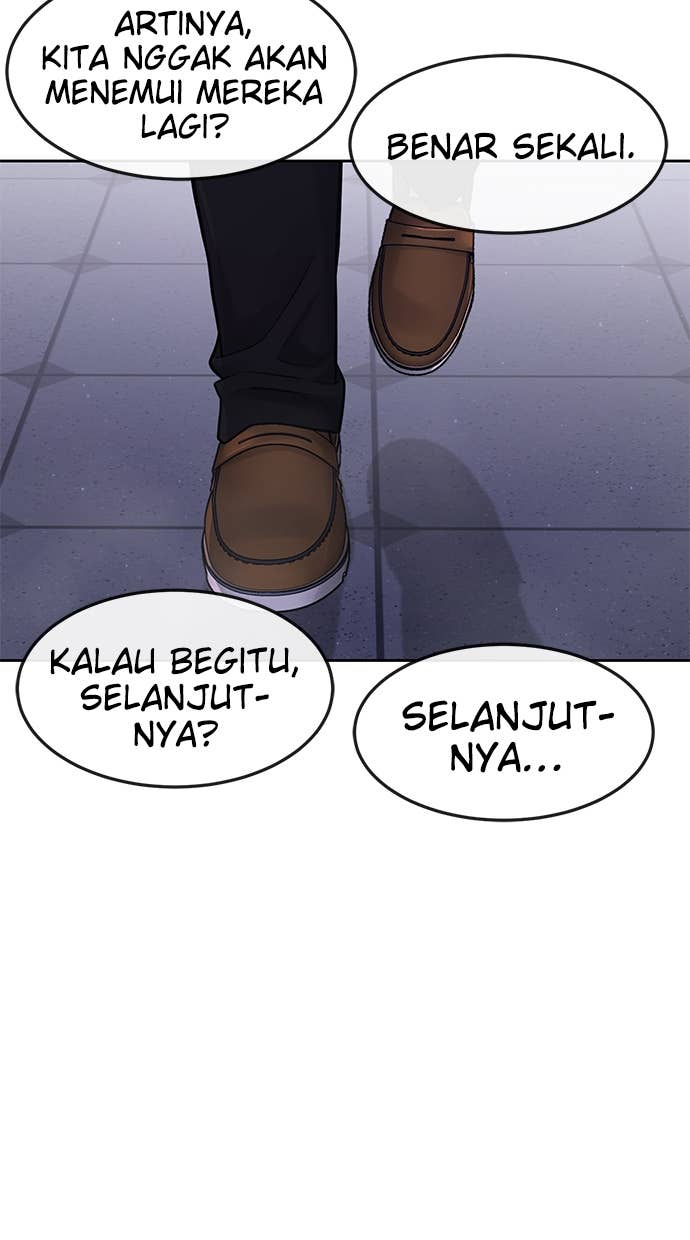 ARTINYA,
KITA NGGAK AKAN
MENEMUI MEREKA
LAGI?
BENAR SEKALI.
KALAU BEGITU,
SELANJUT-
NYA?
SELANJUT-
NYA...